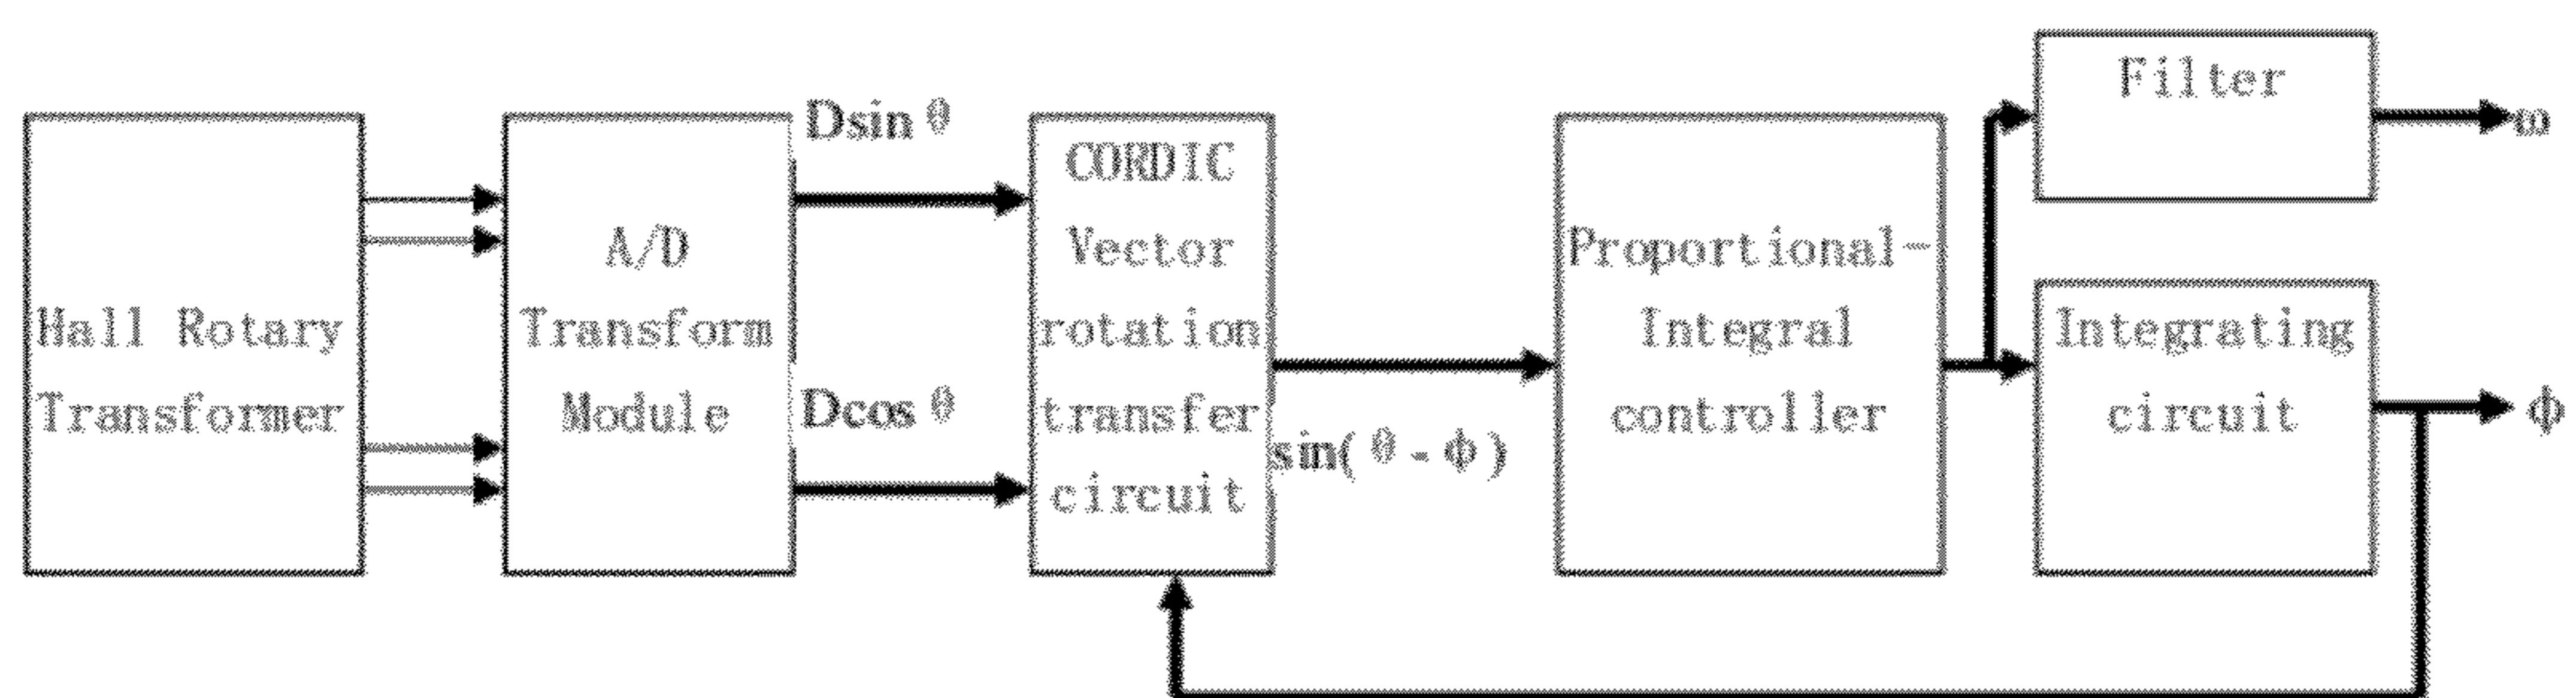 Hall Rotary
Transformer
A/D
Transform
Module
Dsin θ
Dcos θ
CORDIC
Vector
rotation
transfer
circuit
sin( θ - ϕ )
Proportional-
Integral
controller
Filter
ω
Integrating
circuit
ϕ